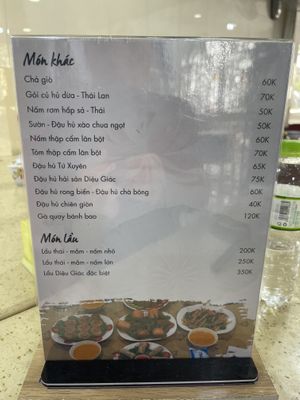 Món khác
Chả giò 60K
Gỏi củ hủ dừa - Thái Lan 70K
Nấm rơm hấp sả - Thái 50K
Sườn - Đậu hủ xào chua ngọt 50K
Nấm thập cẩm lăn bột 60K
Tôm thập cẩm lăn bột 70K
Đậu hủ Tứ Xuyên 65K
Đậu hủ hải sản Diệu Giác 75K
Đậu hủ rong biển - Đậu hủ chà bông 60K
Đậu hủ chiên giòn 40K
Gà quay bánh bao 120K
Món lẩu
Lẩu thái - mắm - nấm nhỏ 200K
Lẩu thái - mắm - nấm lớn 250K
Lẩu Diệu Giác đặc biệt 350K